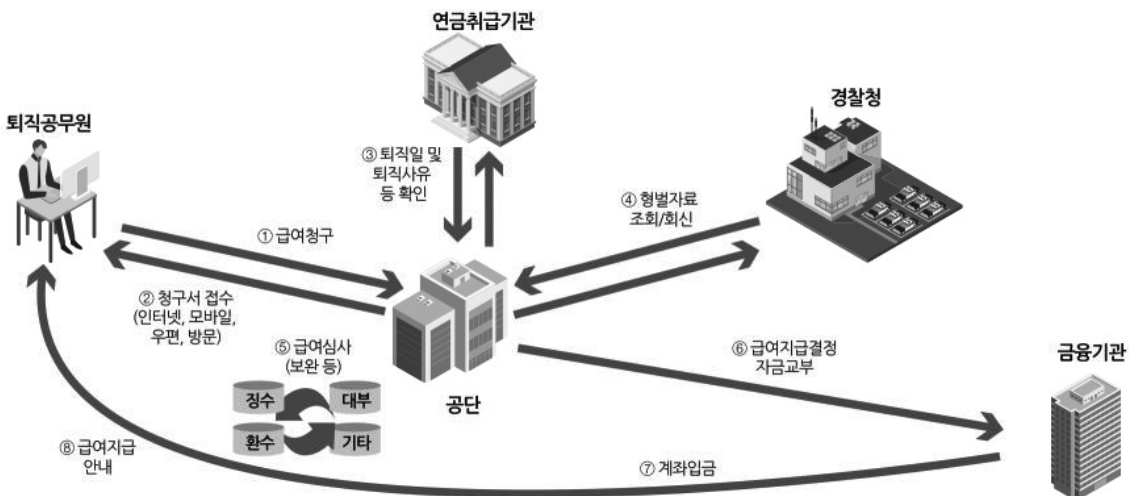 연금취급기관
경찰청
퇴직공무원
③ 퇴직일 및
퇴직사유
등 확인
④ 형벌자료
조회/회신
① 급여청구
② 청구서 접수
(인터넷, 모바일,
우편, 방문)
⑤ 급여심사
(보완 등)
징수
대부
환수
기타
공단
⑥ 급여지급결정
자금교부
금융기관
⑧ 급여지급
안내
⑦ 계좌입금